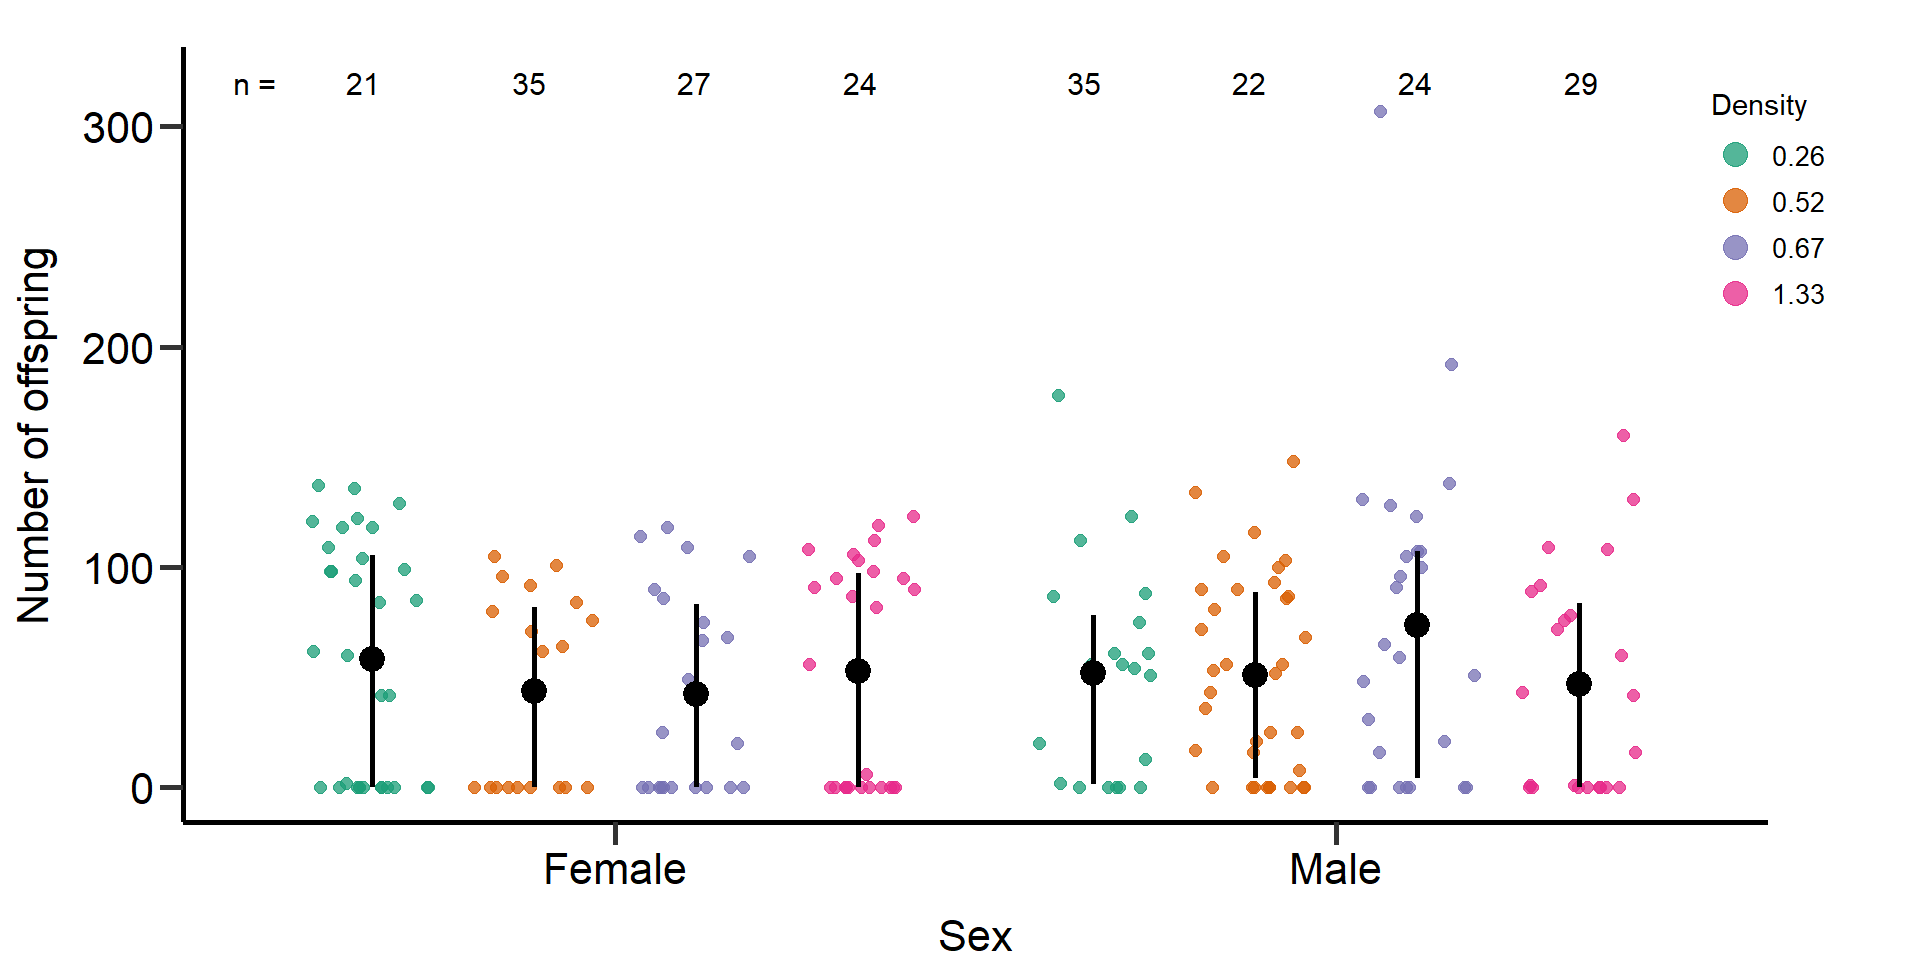 n = 21 35 27 24 35 22 24 29
Density
0.26
0.52
0.67
1.33
300
200
100
0
Number of offspring
Female Male
Sex